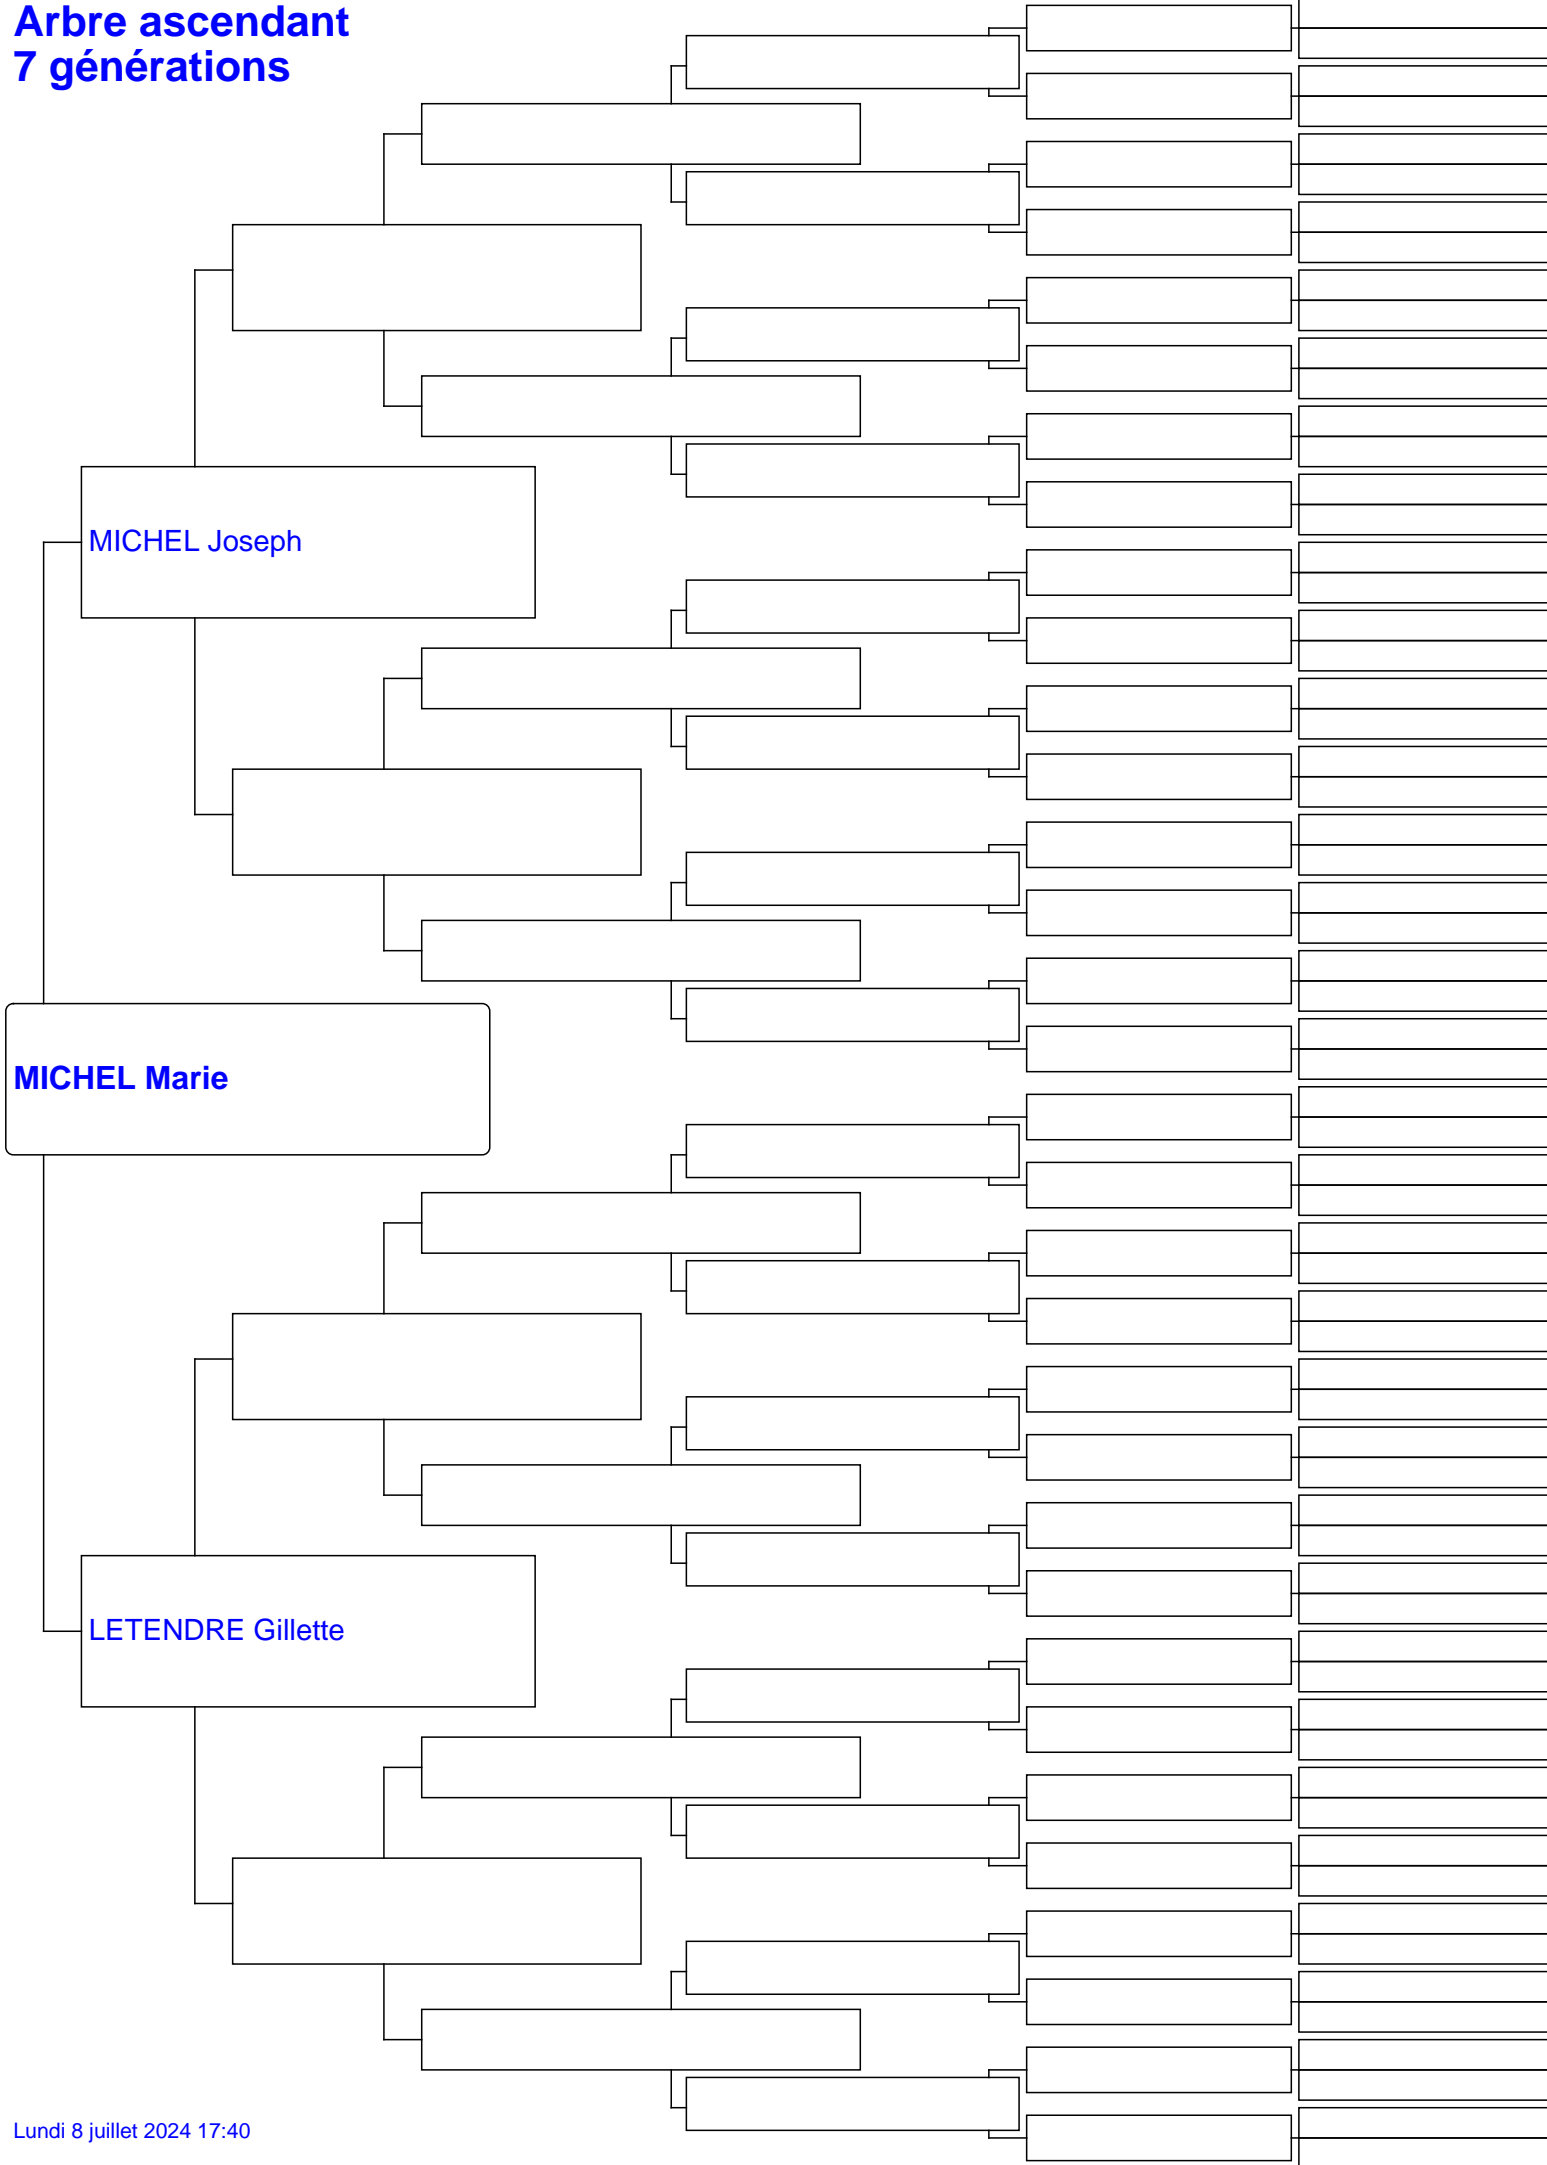 Arbre ascendant
7 générations
MICHEL Joseph
MICHEL Marie
LETENDRE Gillette
Lundi 8 juillet 2024 17:40